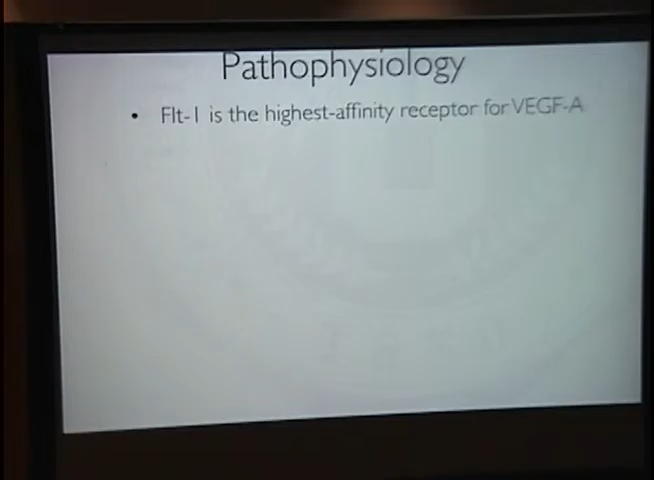 Pathophysiology
• Flt-1 is the highest-affinity receptor for VEGF-A